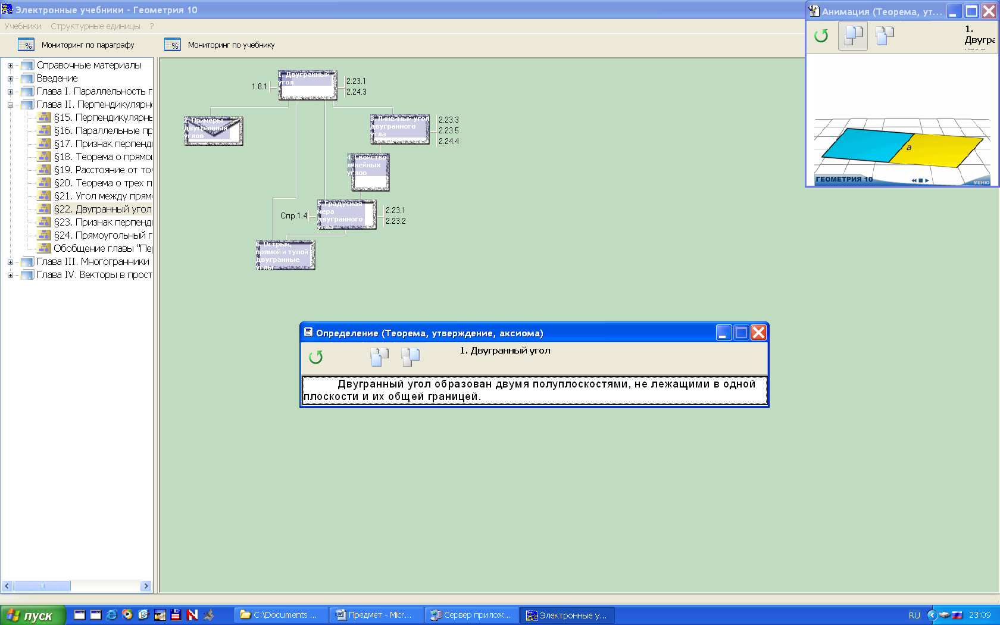 Электронные учебники - Геометрия 10
Учебники Структурные единицы ?
Мониторинг по параграфу Мониторинг по учебнику
Справочные материалы
Введение
Глава I. Параллельность
Глава II. Перпендикулярн
§15. Перпендикулярнь
§16. Параллельные пр
§17. Признак перпенд
§18. Теорема о прямо
§19. Расстояние от то
§20. Теорема о трех п
§21. Угол между прям
§22. Двугранный угол
§23. Признак перпенд
§24. Прямоугольный
Обобщение главы "Пе
Глава III. Многогранники
Глава IV. Векторы в прост
1. Двугранный
угол
1.8.1
2.23.1
2.24.3
2. Примеры
двугранных
углов
3. Линейный угол
двугранного
угла
2.23.3
2.23.5
2.24.4
4. Свойство
линейных
углов
5. Градусная
мера
двугранного
угла
Спр.1.4
2.23.1
2.23.2
6. Острый,
прямой и тупой
двугранные
углы
Определение (Теорема, утверждение, аксиома)
1. Двугранный угол
Двугранный угол образован двумя полуплоскостями, не лежащими в одной
плоскости и их общей границей.
Анимация (Теорема, ут...
1.
Двугра
a
ГЕОМЕТРИЯ 10
МЕНЮ
пуск
C:\Documents ...
Предмет - Micr...
Сервер прилож...
Электронные у...
RU
23:09